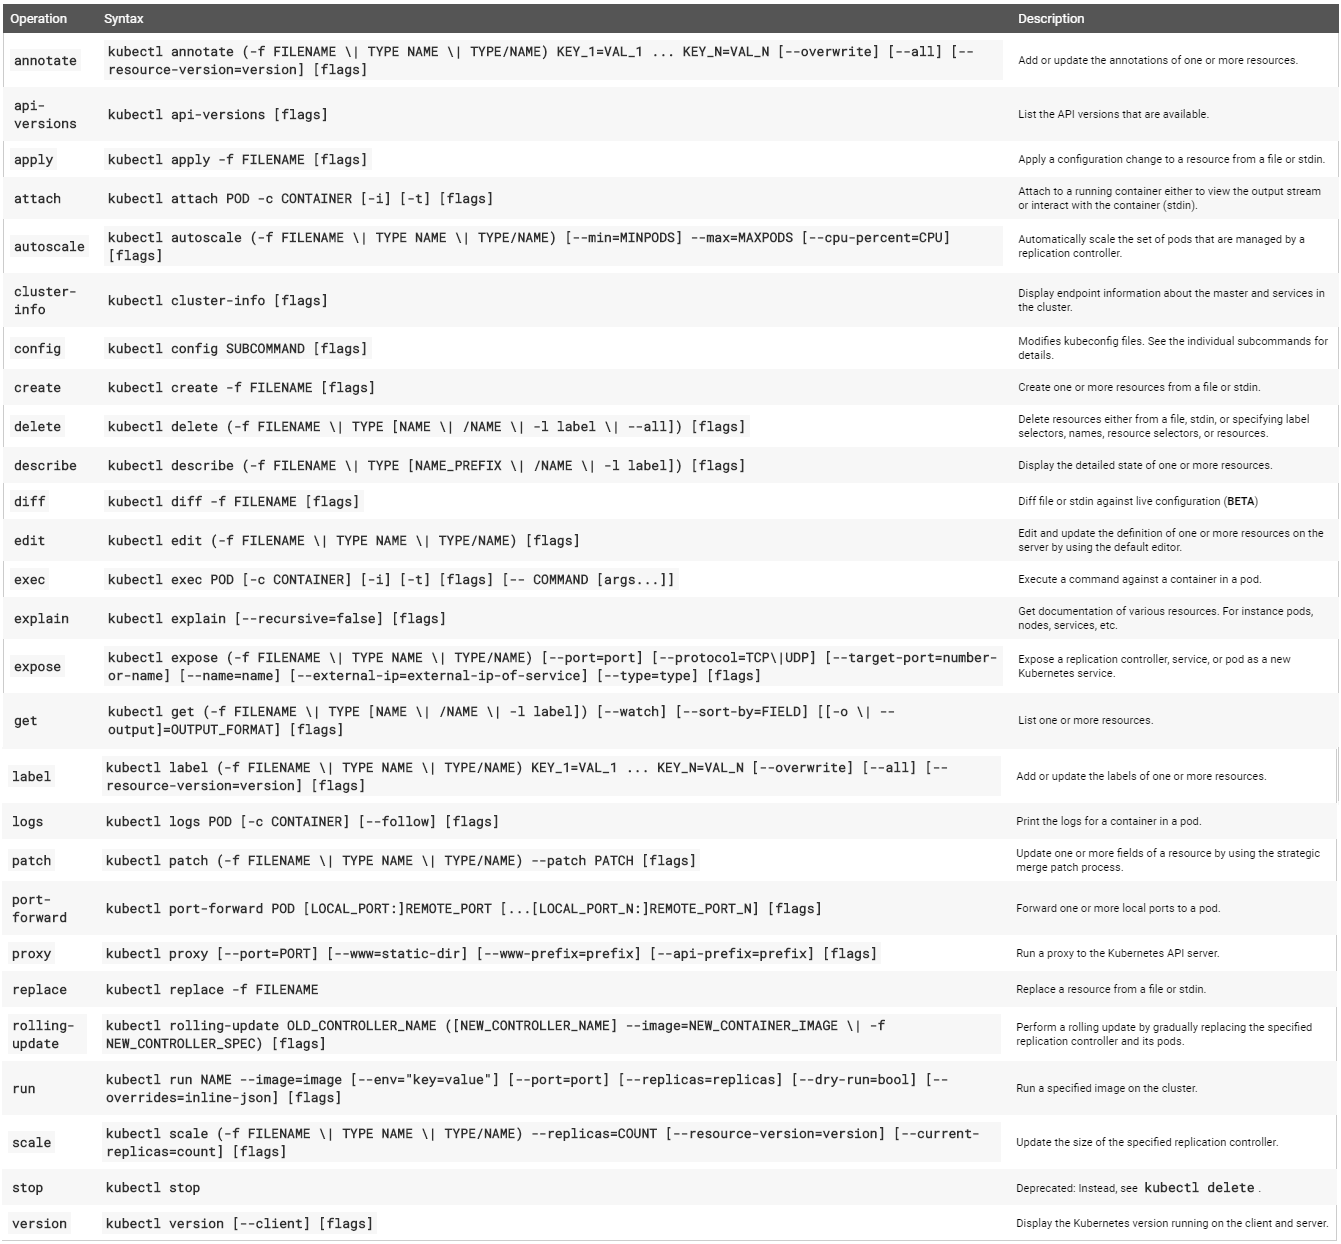 Operation Syntax Description
annotate kubectl annotate (-f FILENAME \| TYPE NAME \| TYPE/NAME) KEY_1=VAL_1 ... KEY_N=VAL_N [--overwrite] [--all] [--
resource-version=version] [flags] Add or update the annotations of one or more resources.
api-
versions kubectl api-versions [flags] List the API versions that are available.
apply kubectl apply -f FILENAME [flags] Apply a configuration change to a resource from a file or stdin.
attach kubectl attach POD -c CONTAINER [-i] [-t] [flags] Attach to a running container either to view the output stream
or interact with the container (stdin).
autoscale kubectl autoscale (-f FILENAME \| TYPE NAME \| TYPE/NAME) [--min=MINPODS] --max=MAXPODS [--cpu-percent=CPU]
[flags] Automatically scale the set of pods that are managed by a
replication controller.
cluster-
info kubectl cluster-info [flags] Display endpoint information about the master and services in
the cluster.
config kubectl config SUBCOMMAND [flags] Modifies kubeconfig files. See the individual subcommands for
details.
create kubectl create -f FILENAME [flags] Create one or more resources from a file or stdin.
delete kubectl delete (-f FILENAME \| TYPE [NAME \| /NAME \| -l label \| --all]) [flags] Delete resources either from a file, stdin, or specifying label
selectors, names, resource selectors, or resources.
describe kubectl describe (-f FILENAME \| TYPE [NAME_PREFIX \| /NAME \| -l label]) [flags] Display the detailed state of one or more resources.
diff kubectl diff -f FILENAME [flags] Diff file or stdin against live configuration (BETA)
edit kubectl edit (-f FILENAME \| TYPE NAME \| TYPE/NAME) [flags] Edit and update the definition of one or more resources on the
server by using the default editor.
exec kubectl exec POD [-c CONTAINER] [-i] [-t] [flags] [-- COMMAND [args...]] Execute a command against a container in a pod.
explain kubectl explain [--recursive=false] [flags] Get documentation of various resources. For instance pods,
nodes, services, etc.
expose kubectl expose (-f FILENAME \| TYPE NAME \| TYPE/NAME) [--port=port] [--protocol=TCP\|UDP] [--target-port=number-
or-name] [--name=name] [--external-ip=external-ip-of-service] [--type=type] [flags] Expose a replication controller, service, or pod as a new
Kubernetes service.
get kubectl get (-f FILENAME \| TYPE [NAME \| /NAME \| -l label]) [--watch] [--sort-by=FIELD] [[-o \| --
output]=OUTPUT_FORMAT] [flags] List one or more resources.
label kubectl label (-f FILENAME \| TYPE NAME \| TYPE/NAME) KEY_1=VAL_1 ... KEY_N=VAL_N [--overwrite] [--all] [--
resource-version=version] [flags] Add or update the labels of one or more resources.
logs kubectl logs POD [-c CONTAINER] [--follow] [flags] Print the logs for a container in a pod.
patch kubectl patch (-f FILENAME \| TYPE NAME \| TYPE/NAME) --patch PATCH [flags] Update one or more fields of a resource by using the strategic
merge patch process.
port-
forward kubectl port-forward POD [LOCAL_PORT:]REMOTE_PORT [...[LOCAL_PORT_N:]REMOTE_PORT_N] [flags] Forward one or more local ports to a pod.
proxy kubectl proxy [--port=PORT] [--www=static-dir] [--www-prefix=prefix] [--api-prefix=prefix] [flags] Run a proxy to the Kubernetes API server.
replace kubectl replace -f FILENAME Replace a resource from a file or stdin.
rolling-
update kubectl rolling-update OLD_CONTROLLER_NAME ([NEW_CONTROLLER_NAME] --image=NEW_CONTAINER_IMAGE \| -f
NEW_CONTROLLER_SPEC) [flags] Perform a rolling update by gradually replacing the specified
replication controller and its pods.
run kubectl run NAME --image=image [--env="key=value"] [--port=port] [--replicas=replicas] [--dry-run=bool] [--
overrides=inline-json] [flags] Run a specified image on the cluster.
scale kubectl scale (-f FILENAME \| TYPE NAME \| TYPE/NAME) --replicas=COUNT [--resource-version=version] [--current-
replicas=count] [flags] Update the size of the specified replication controller.
stop kubectl stop Deprecated: Instead, see kubectl delete .
version kubectl version [--client] [flags] Display the Kubernetes version running on the client and server.